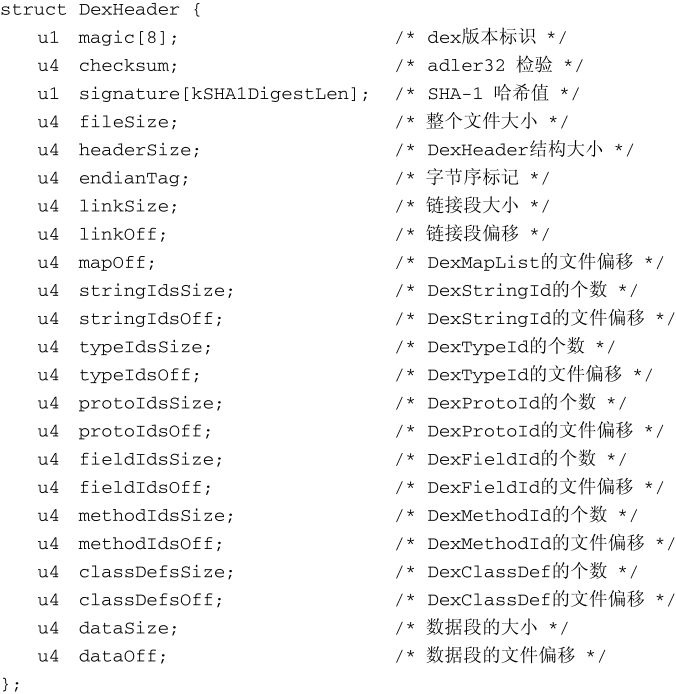 struct DexHeader {
u1 magic[8]; /* dex版本标识 */
u4 checksum; /* adler32 检验 */
u1 signature[kSHA1DigestLen]; /* SHA-1 哈希值 */
u4 fileSize; /* 整个文件大小 */
u4 headerSize; /* DexHeader结构大小 */
u4 endianTag; /* 字节序标记 */
u4 linkSize; /* 链接段大小 */
u4 linkOff; /* 链接段偏移 */
u4 mapOff; /* DexMapList的文件偏移 */
u4 stringIdsSize; /* DexStringId的个数 */
u4 stringIdsOff; /* DexStringId的文件偏移 */
u4 typeIdsSize; /* DexTypeId的个数 */
u4 typeIdsOff; /* DexTypeId的文件偏移 */
u4 protoIdsSize; /* DexProtoId的个数 */
u4 protoIdsOff; /* DexProtoId的文件偏移 */
u4 fieldIdsSize; /* DexFieldId的个数 */
u4 fieldIdsOff; /* DexFieldId的文件偏移 */
u4 methodIdsSize; /* DexMethodId的个数 */
u4 methodIdsOff; /* DexMethodId的文件偏移 */
u4 classDefsSize; /* DexClassDef的个数 */
u4 classDefsOff; /* DexClassDef的文件偏移 */
u4 dataSize; /* 数据段的大小 */
u4 dataOff; /* 数据段的文件偏移 */
};